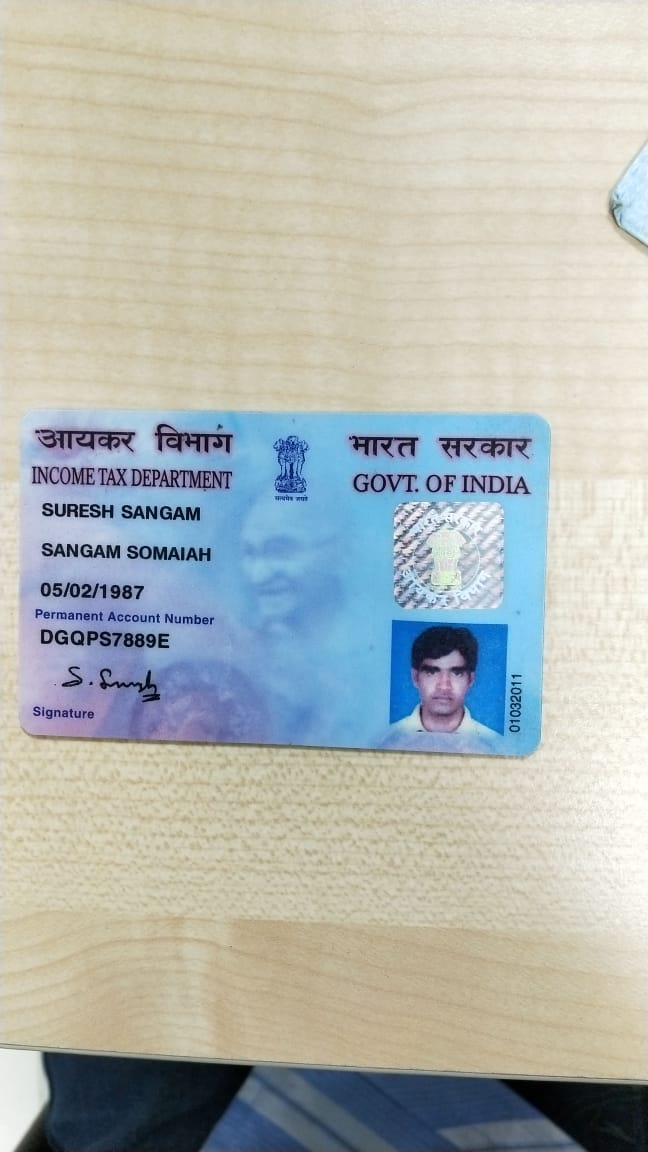 आयकर विभाग
INCOME TAX DEPARTMENT
सत्यमेव जयते
भारत सरकार
GOVT. OF INDIA
SURESH SANGAM
SANGAM SOMAIAH
05/02/1987
Permanent Account Number
DGQPS7889E
Signature
01032011